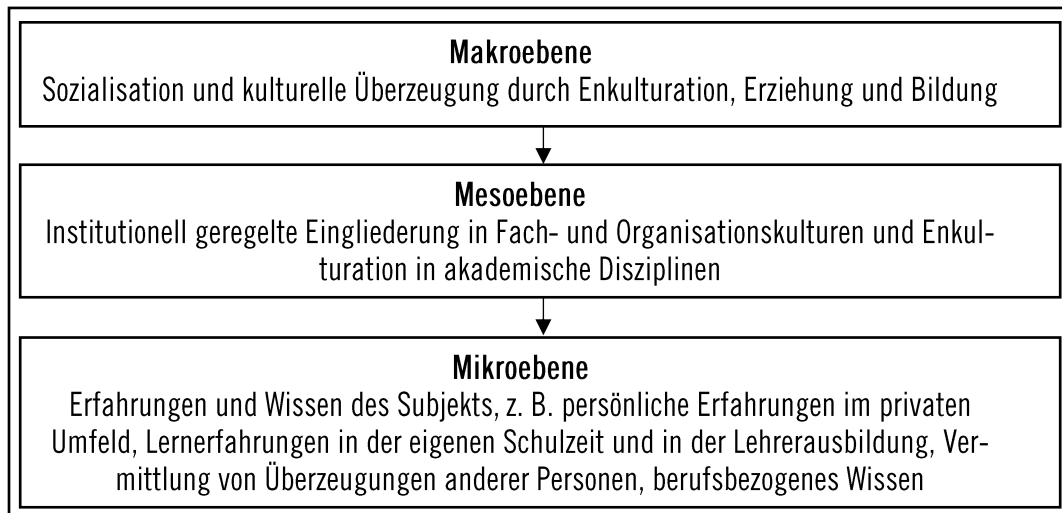 Makroebene
Sozialisation und kulturelle Überzeugung durch Enkulturation, Erziehung und Bildung
Mesoebene
Institutionell geregelte Eingliederung in Fach- und Organisationskulturen und Enkul-
turation in akademische Disziplinen
Mikroebene
Erfahrungen und Wissen des Subjekts, z. B. persönliche Erfahrungen im privaten
Umfeld, Lernerfahrungen in der eigenen Schulzeit und in der Lehrerausbildung, Ver-
mittlung von Überzeugungen anderer Personen, berufsbezogenes Wissen